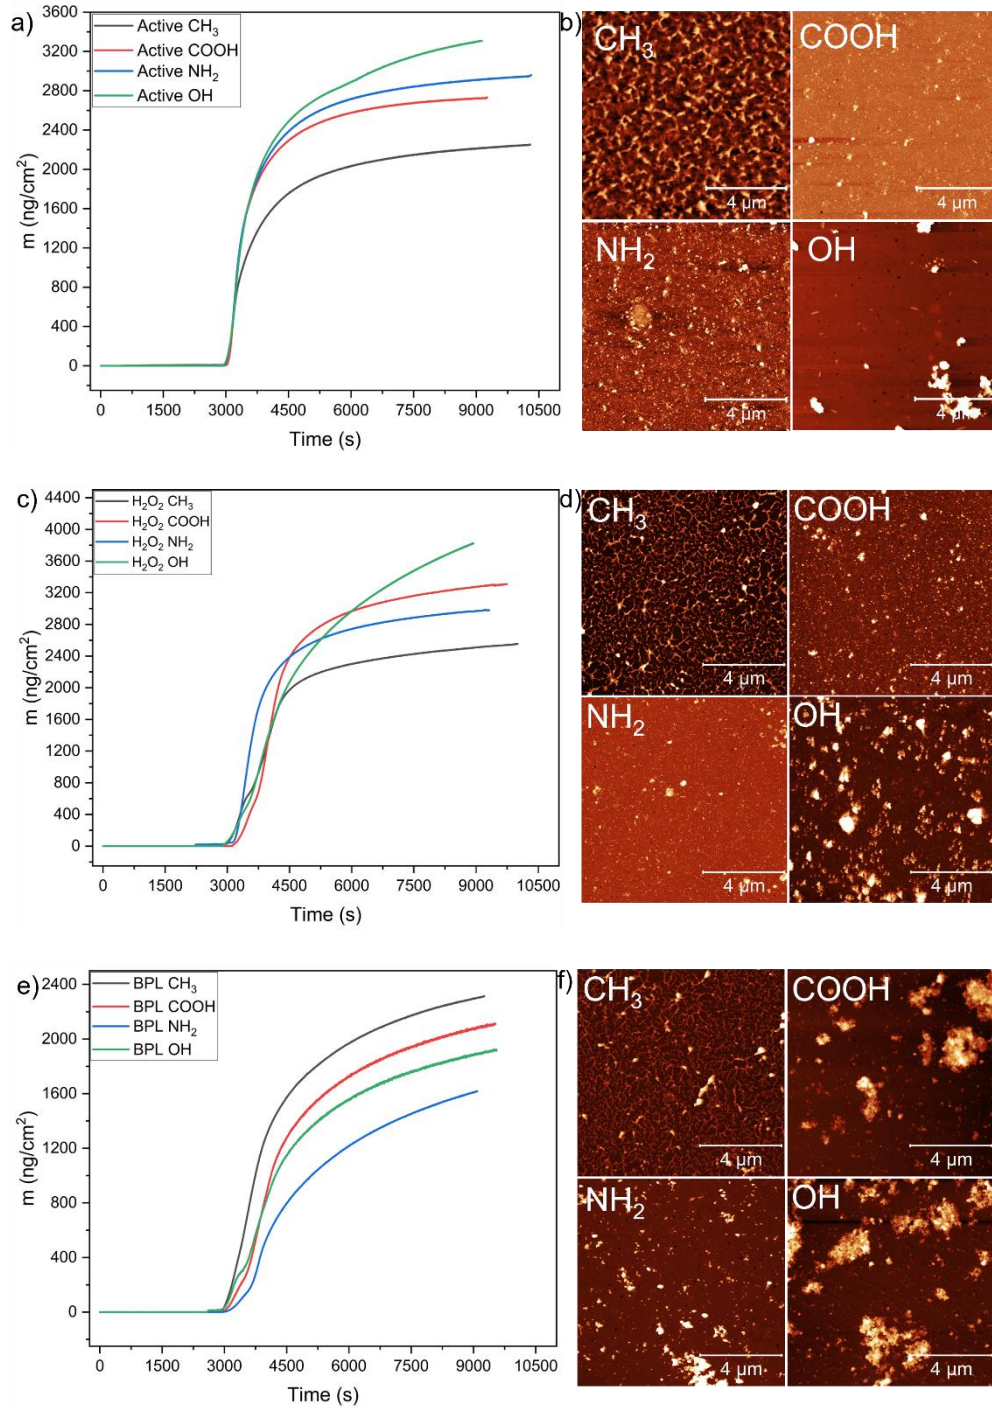 a)
Active CH₃
Active COOH
Active NH₂
Active OH
3600
3200
2800
2400
2000
1600
1200
800
400
0
m (ng/cm²)
0 1500 3000 4500 6000 7500 9000 10500
Time (s)
b)
CH₃ COOH
4 µm 4 µm
NH₂ OH
4 µm 4 µm
c)
H₂O₂ CH₃
H₂O₂ COOH
H₂O₂ NH₂
H₂O₂ OH
4400
4000
3600
3200
2800
2400
2000
1600
1200
800
400
0
m (ng/cm²)
0 1500 3000 4500 6000 7500 9000 10500
Time (s)
d)
CH₃ COOH
4 µm 4 µm
NH₂ OH
4 µm 4 µm
e)
BPL CH₃
BPL COOH
BPL NH₂
BPL OH
2400
2000
1600
1200
800
400
0
m (ng/cm²)
0 1500 3000 4500 6000 7500 9000 10500
Time (s)
f)
CH₃ COOH
4 µm 4 µm
NH₂ OH
4 µm 4 µm